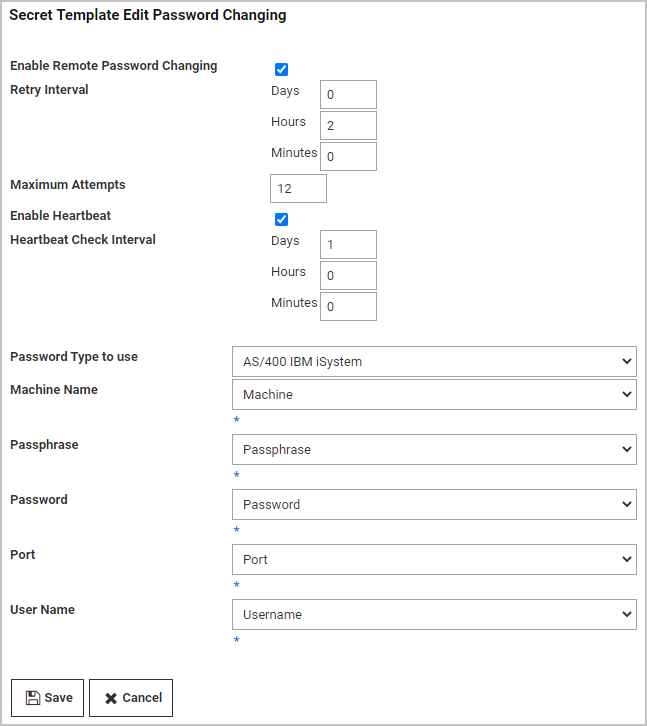 Secret Template Edit Password Changing
Enable Remote Password Changing
Retry Interval Days 0
Hours 2
Minutes 0
Maximum Attempts 12
Enable Heartbeat
Heartbeat Check Interval Days 1
Hours 0
Minutes 0
Password Type to use AS/400 IBM iSystem
Machine Name Machine
*
Passphrase Passphrase
*
Password Password
*
Port Port
*
User Name Username
*
Save Cancel